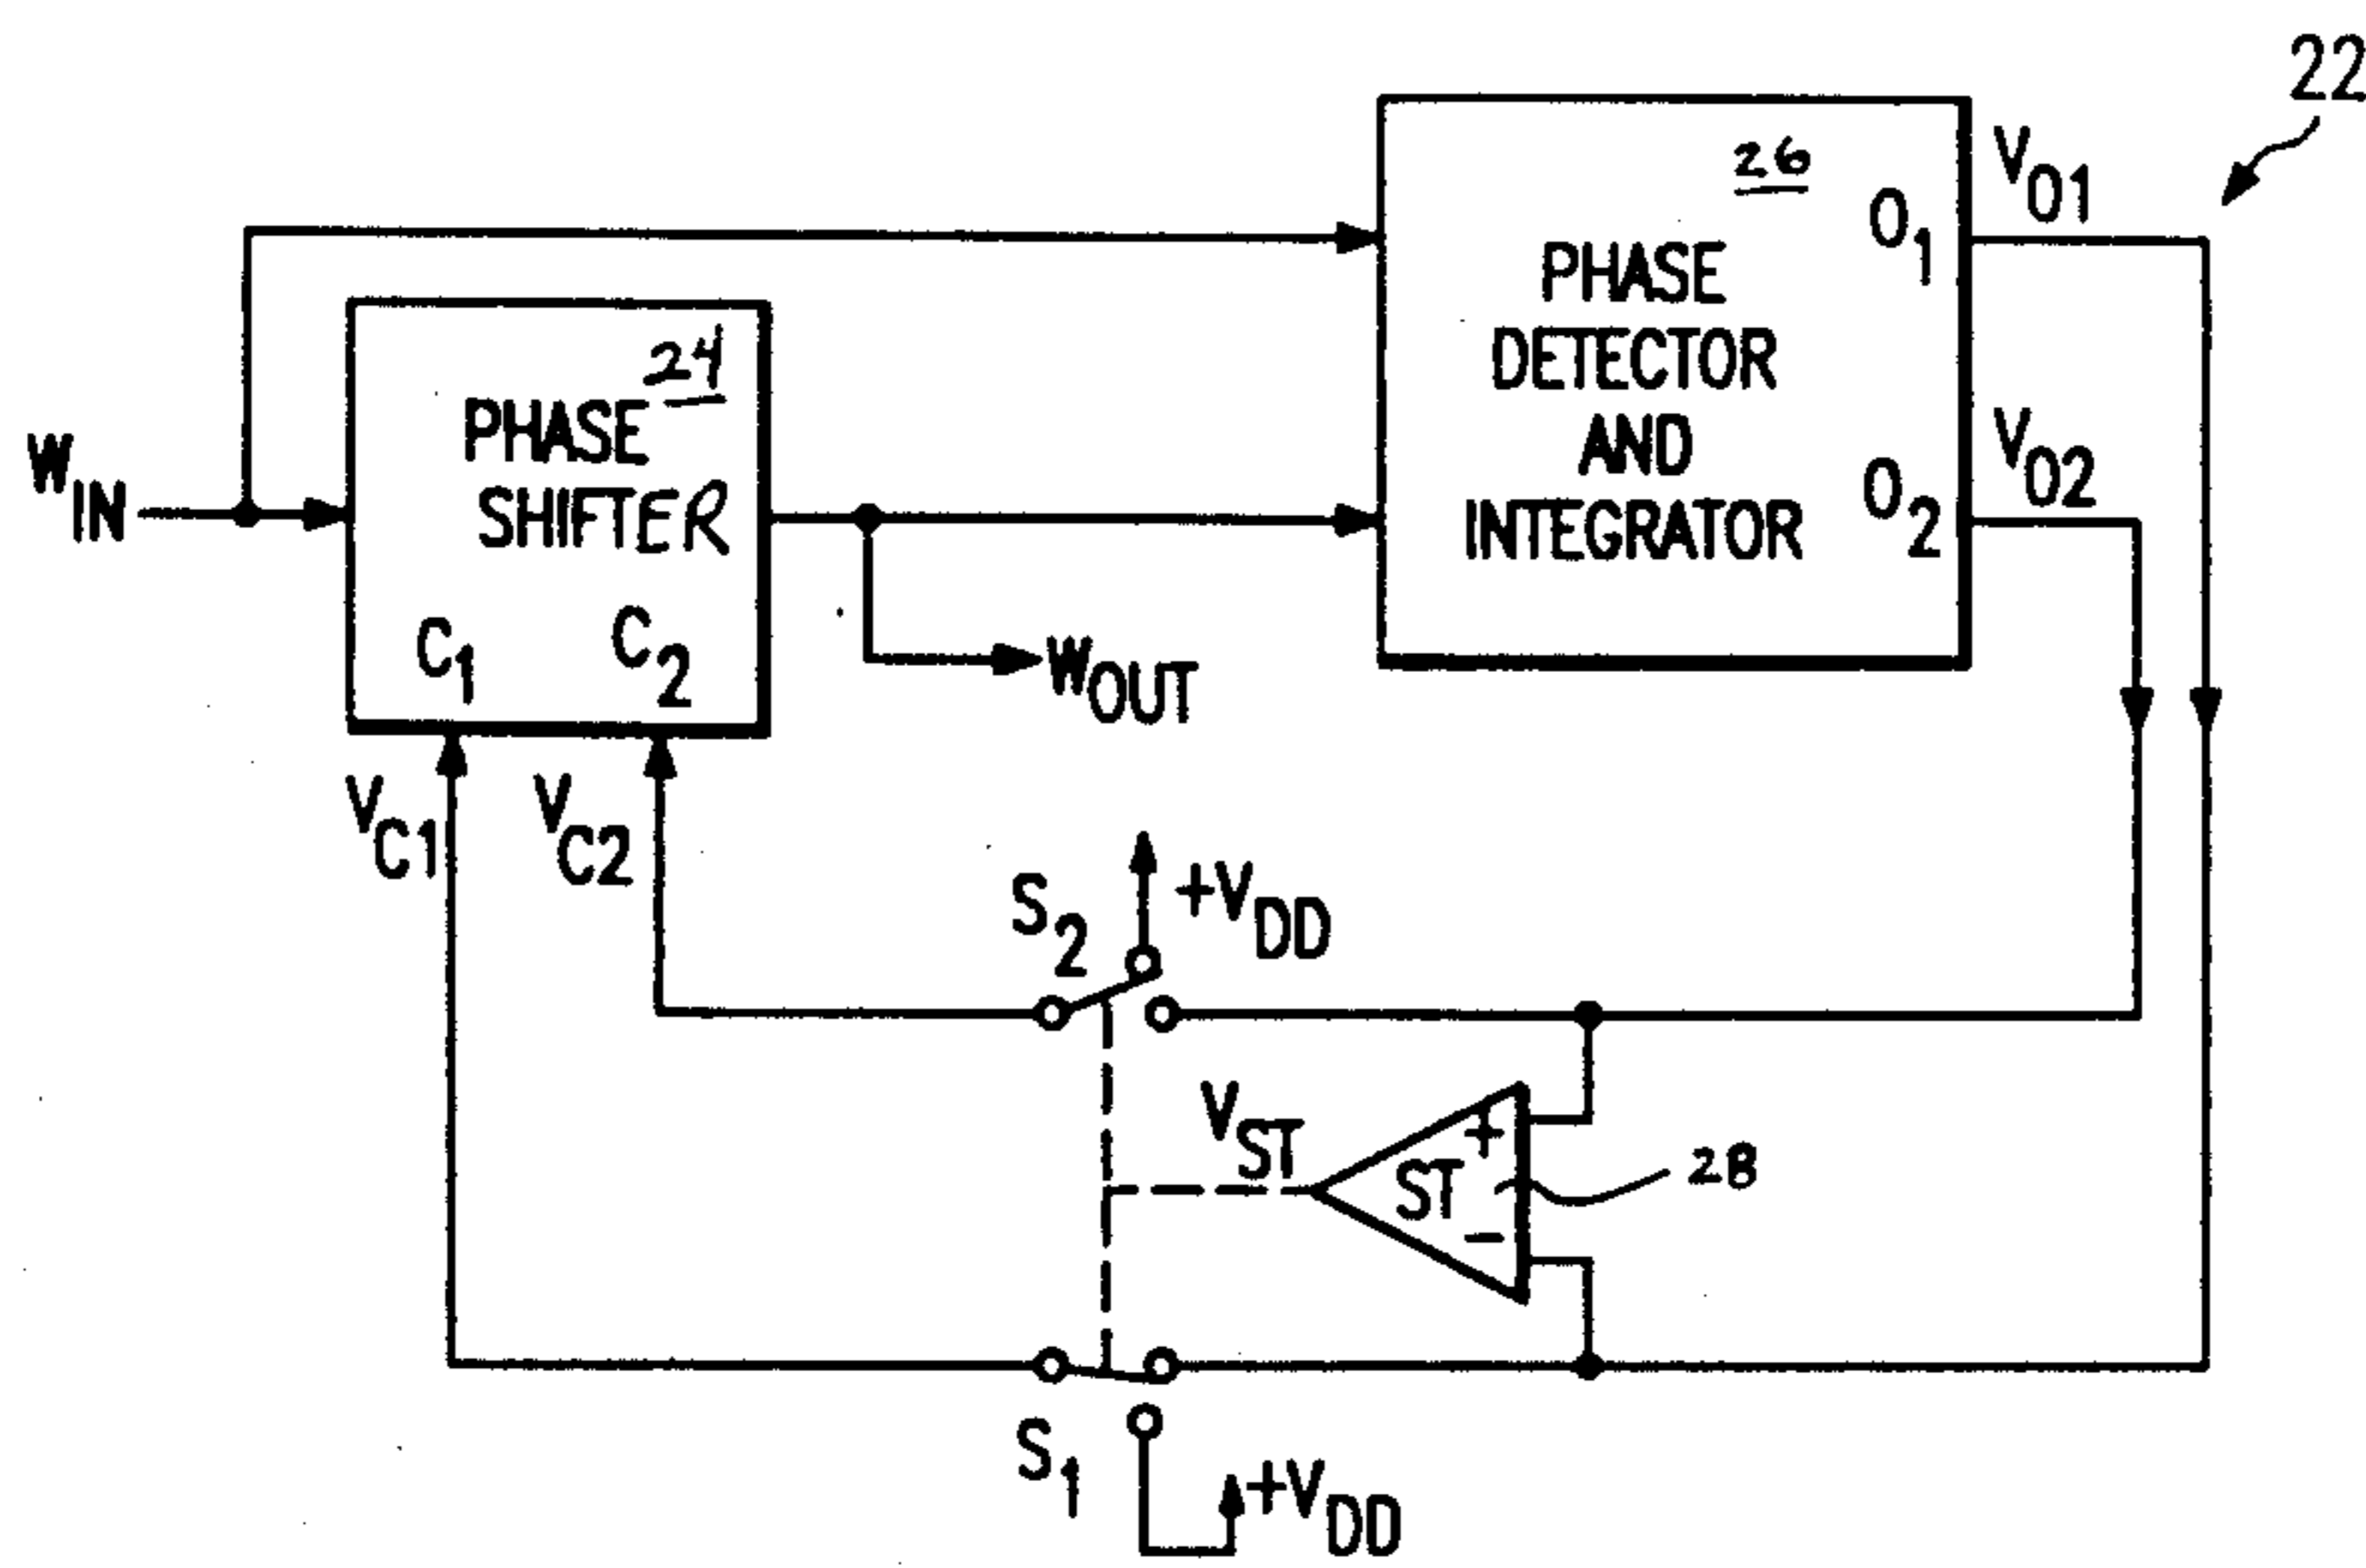 22
26
V01
O1
PHASE
DETECTOR
AND
INTEGRATOR
V02
O2
24
PHASE
SHIFTER
WIN
C1 C2
WOUT
VC1 VC2
S2 +VDD
VST
+
ST
-
28
S1 +VDD